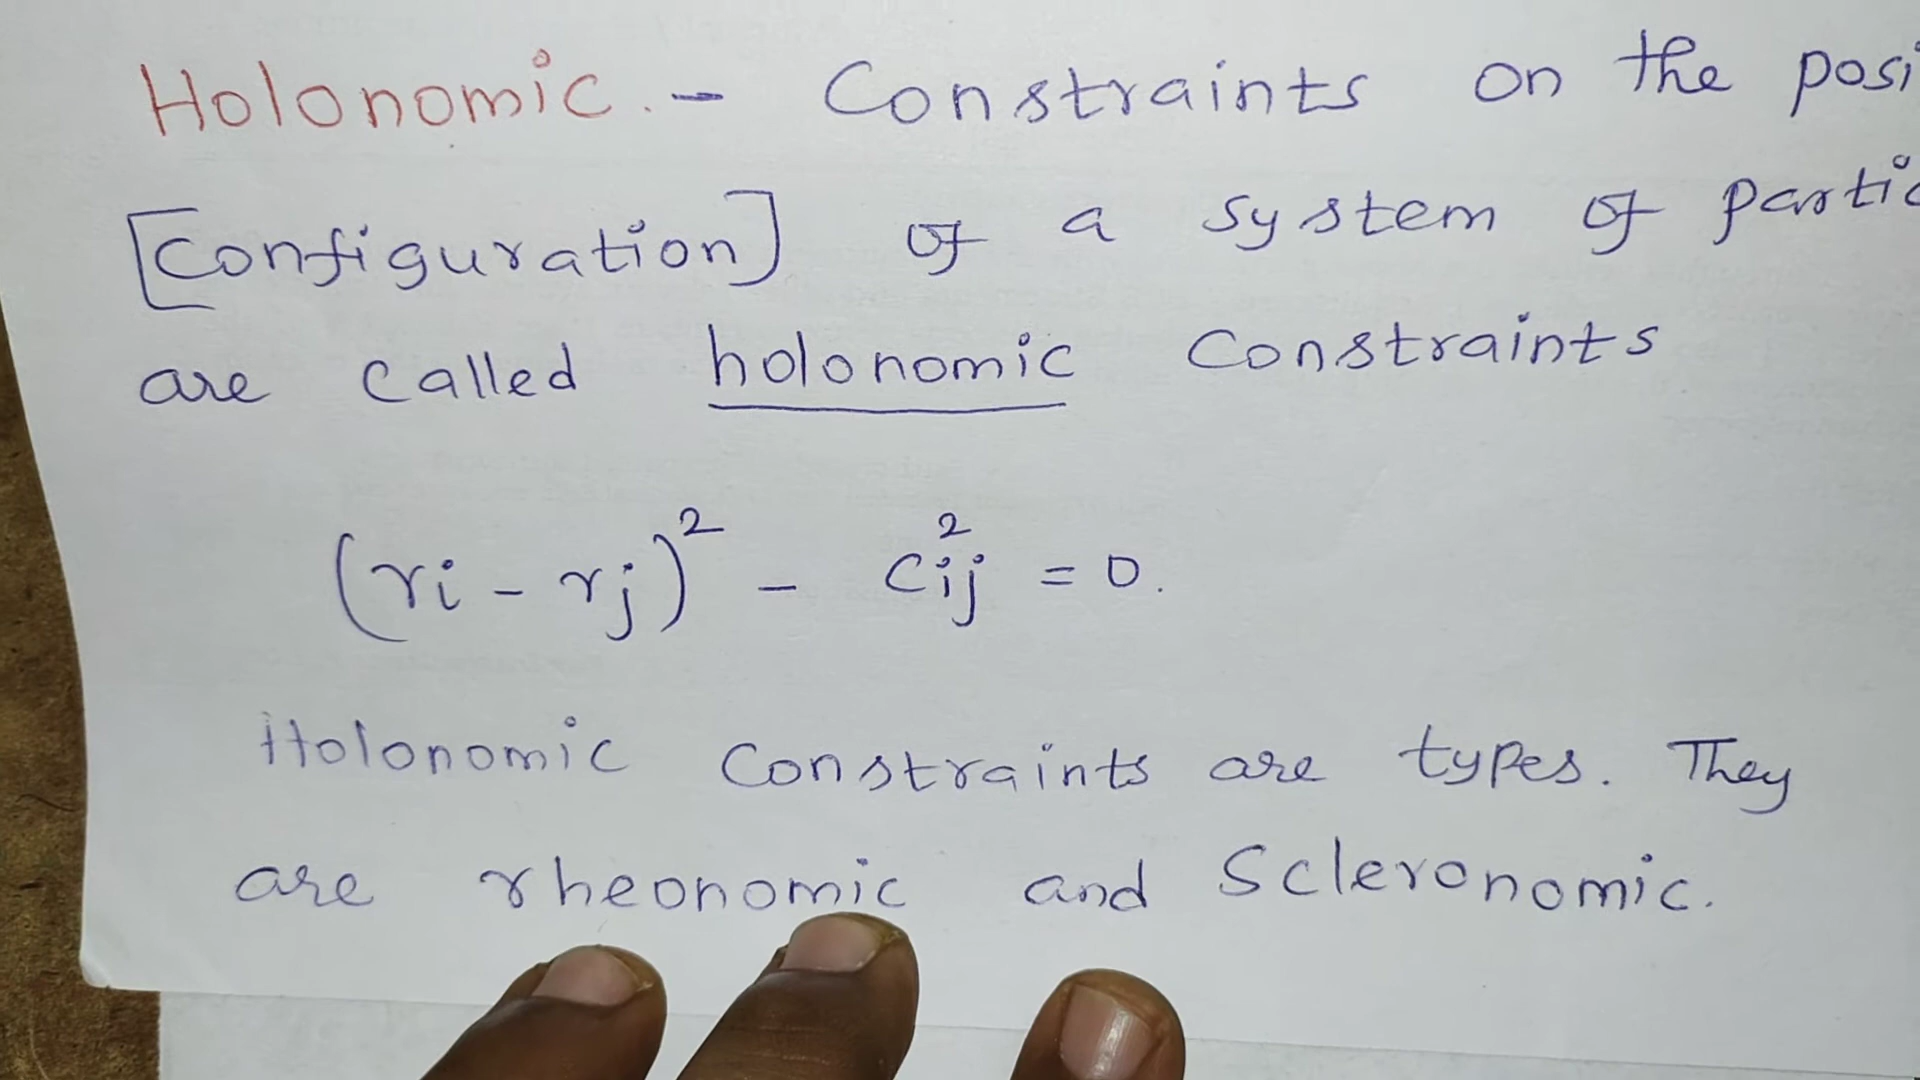 Holonomic. - Constraints on the posi
[Configuration] of a system of partic
are called holonomic Constraints
(ri - rj)² - Cij² = 0.
Holonomic Constraints are types. They
are rheonomic and Scleronomic.